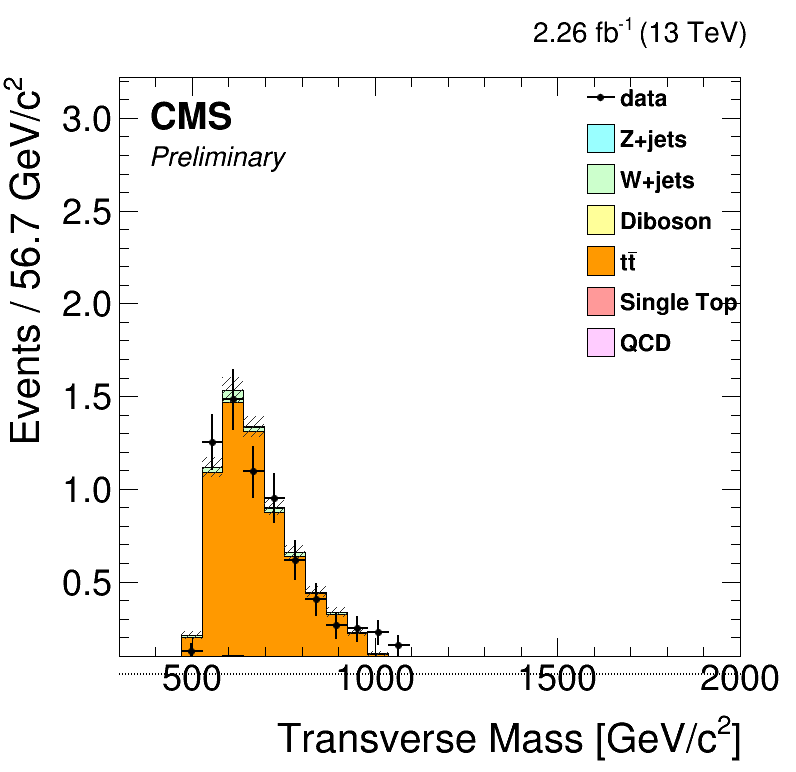 2.26 fb⁻¹ (13 TeV)
CMS
Preliminary
data
Z+jets
W+jets
Diboson
tt̄
Single Top
QCD
Events / 56.7 GeV/c²
3.0
2.5
2.0
1.5
1.0
0.5
500 1000 1500 2000
Transverse Mass [GeV/c²]